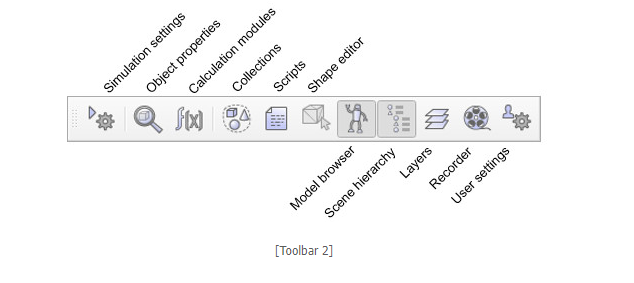 Simulation settings
Object properties
Calculation modules
Collections
Scripts
Shape editor
f(x)
Model browser
Scene hierarchy
Layers
Recorder
User settings
[Toolbar 2]